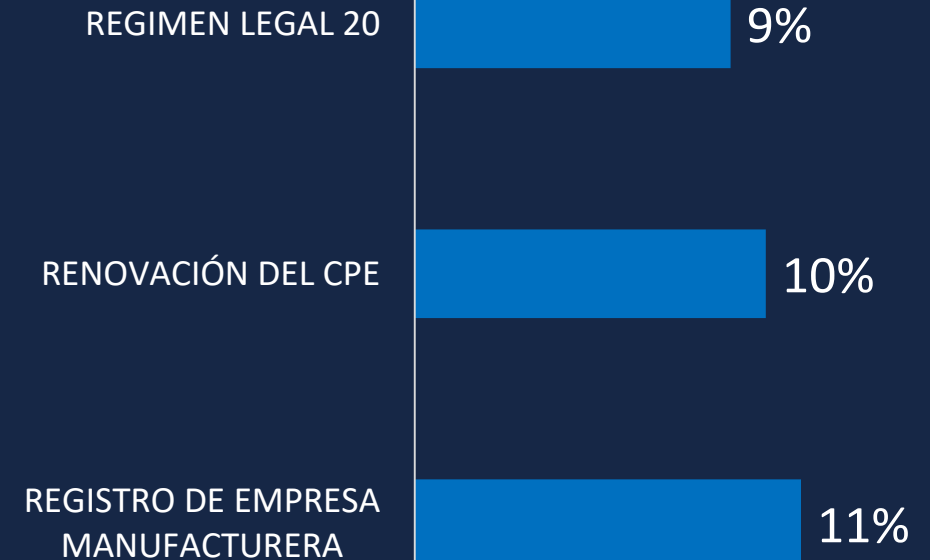 REGIMEN LEGAL 20
9%
RENOVACIÓN DEL CPE
10%
REGISTRO DE EMPRESA
MANUFACTURERA
11%